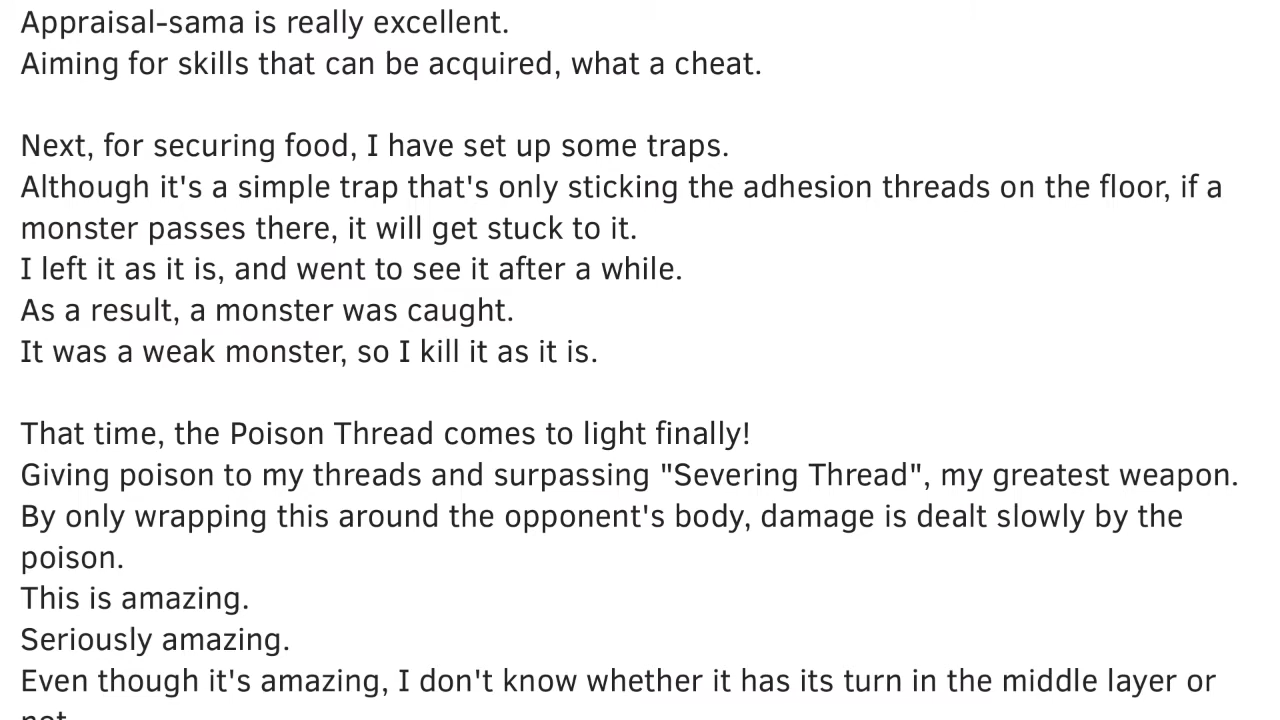 Appraisal-sama is really excellent.
Aiming for skills that can be acquired, what a cheat.
Next, for securing food, I have set up some traps.
Although it's a simple trap that's only sticking the adhesion threads on the floor, if a
monster passes there, it will get stuck to it.
I left it as it is, and went to see it after a while.
As a result, a monster was caught.
It was a weak monster, so I kill it as it is.
That time, the Poison Thread comes to light finally!
Giving poison to my threads and surpassing "Severing Thread", my greatest weapon.
By only wrapping this around the opponent's body, damage is dealt slowly by the
poison.
This is amazing.
Seriously amazing.
Even though it's amazing, I don't know whether it has its turn in the middle layer or
not